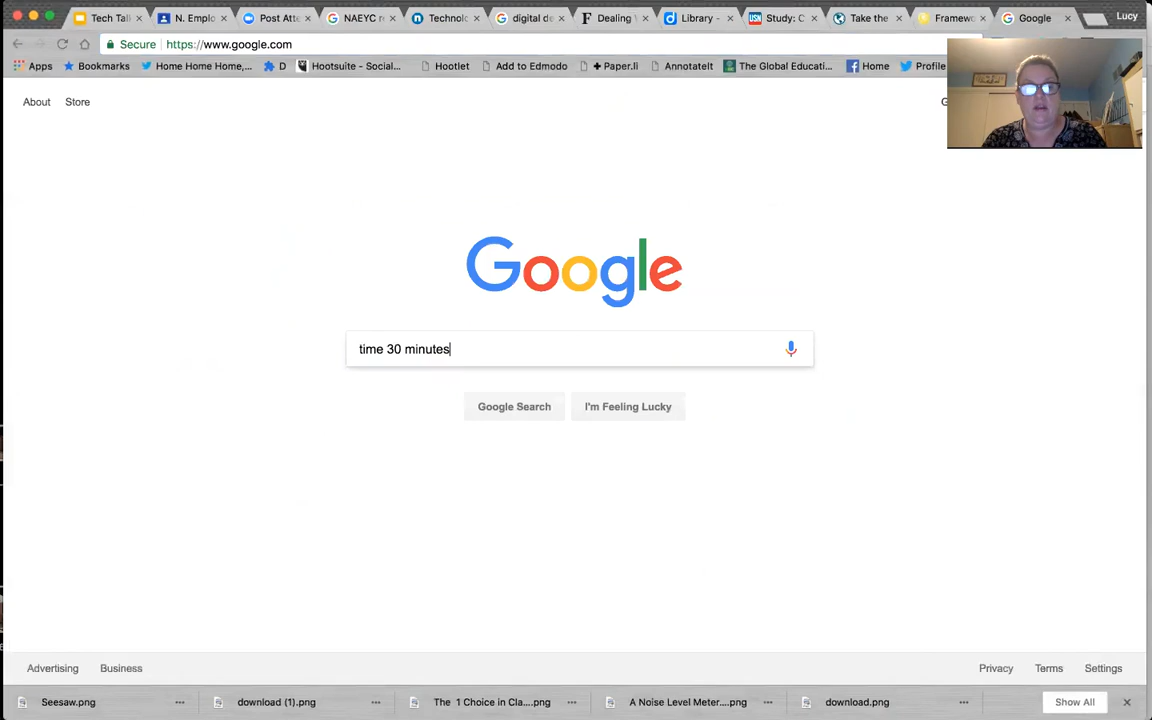 Tech Tal
N. Emplo
Post Atte
NAEYC r
Technolo
digital de
Dealing
Library -
Study: C
Take the
Framew
Google
Lucy
Secure
https://www.google.com
Apps
Bookmarks
Home Home Home,...
D
Hootsuite - Social...
Hootlet
Add to Edmodo
+ Paper.li
AnnotateIt
The Global Educati...
Home
Profile
About
Store
G
Google
time 30 minutes
Google Search
I'm Feeling Lucky
Advertising
Business
Privacy
Terms
Settings
Seesaw.png
download (1).png
The 1 Choice in Cla....png
A Noise Level Meter....png
download.png
Show All